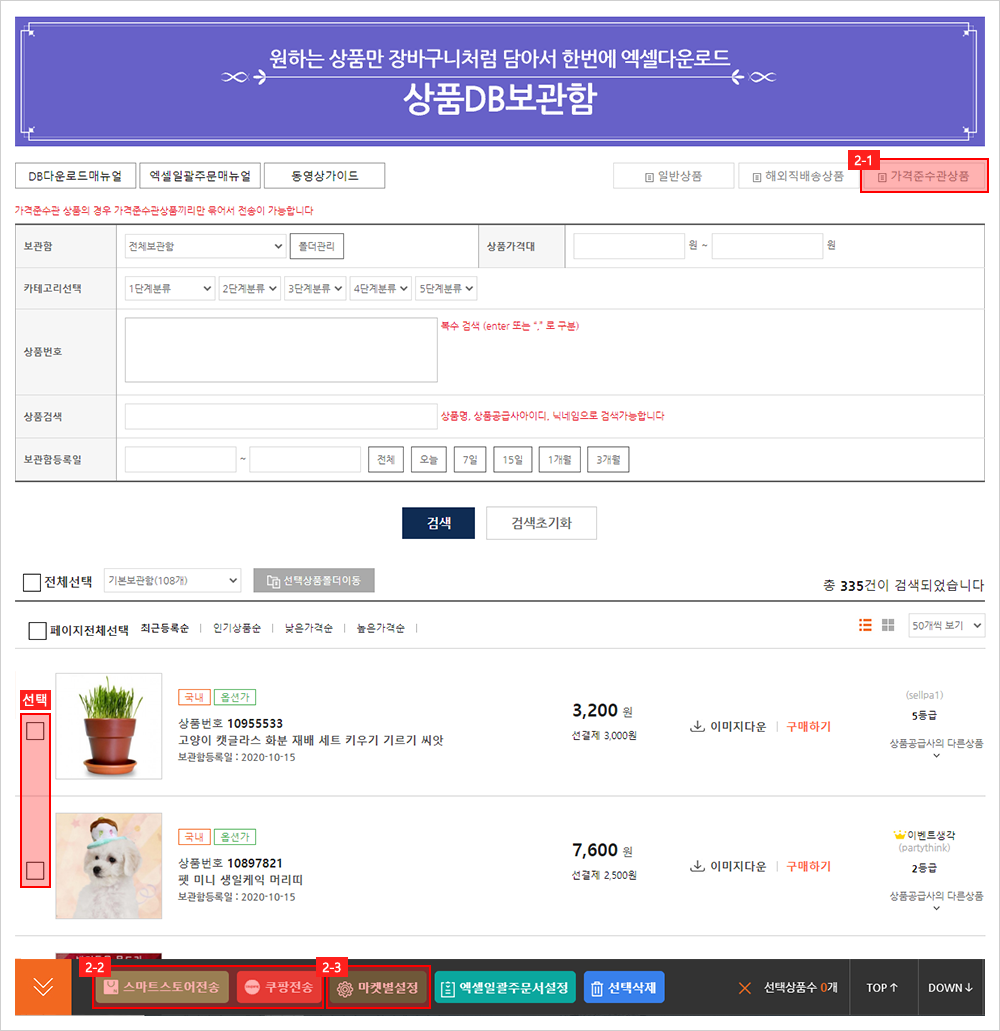 원하는 상품만 장바구니처럼 담아서 한번에 엑셀다운로드
상품DB보관함
DB다운로드매뉴얼 엑셀일괄주문매뉴얼 동영상가이드 일반상품 해외직배송상품 2-1 가격준수관상품
가격준수관 상품의 경우 가격준수관상품끼리만 묶어서 전송이 가능합니다
보관함 전체보관함 폴더관리 상품가격대 원 ~ 원
카테고리선택 1단계분류 2단계분류 3단계분류 4단계분류 5단계분류
상품번호 복수 검색 (enter 또는 "," 로 구분)
상품검색 상품명, 상품공급사아이디, 닉네임으로 검색가능합니다
보관함등록일 ~ 전체 오늘 7일 15일 1개월 3개월
검색 검색초기화
전체선택 기본보관함(108개) 선택상품폴더이동 총 335건이 검색되었습니다
페이지전체선택 최근등록순 | 인기상품순 | 낮은가격순 | 높은가격순 | 50개씩 보기
선택
국내 옵션가
상품번호 10955533
고양이 캣글라스 화분 재배 세트 키우기 기르기 씨앗
보관함등록일 : 2020-10-15
3,200 원
선결제 3,000원
이미지다운 | 구매하기
(sellpa1)
5등급
상품공급사의 다른상품
국내 옵션가
상품번호 10897821
펫 미니 생일케익 머리띠
보관함등록일 : 2020-10-15
7,600 원
선결제 2,500원
이미지다운 | 구매하기
이벤트생각
(partythink)
2등급
상품공급사의 다른상품
2-2 2-3
스마트스토어전송 쿠팡전송 마켓별설정 엑셀일괄주문서설정 선택삭제 선택상품수 0개 TOP↑ DOWN↓